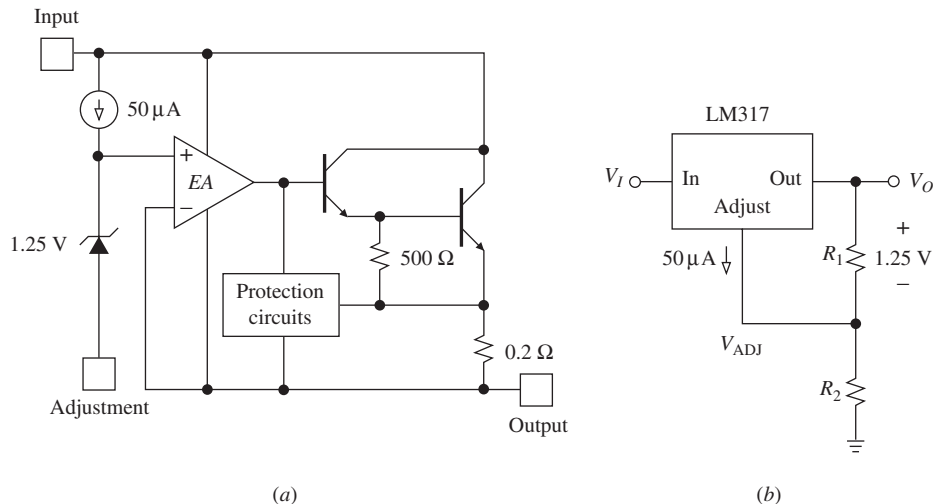 Input
50 μA
+
EA
−
1.25 V
500 Ω
Protection
circuits
0.2 Ω
Adjustment
Output
(a)
LM317
V_I
In
Out
Adjust
V_O
50 μA
R_1
+
1.25 V
−
V_ADJ
R_2
(b)